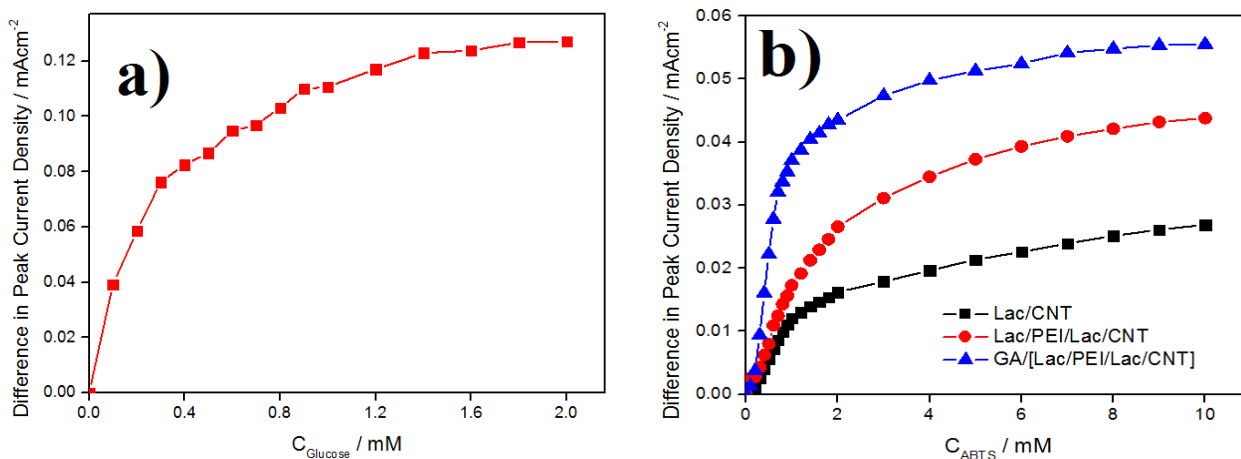 a)
Difference in Peak Current Density / mAcm-2
0.12
0.10
0.08
0.06
0.04
0.02
0.00
0.0 0.4 0.8 1.2 1.6 2.0
CGlucose / mM
b)
Difference in Peak Current Density / mAcm-2
0.06
0.05
0.04
0.03
0.02
0.01
0.00
Lac/CNT
Lac/PEI/Lac/CNT
GA/[Lac/PEI/Lac/CNT]
0 2 4 6 8 10
CABTS / mM